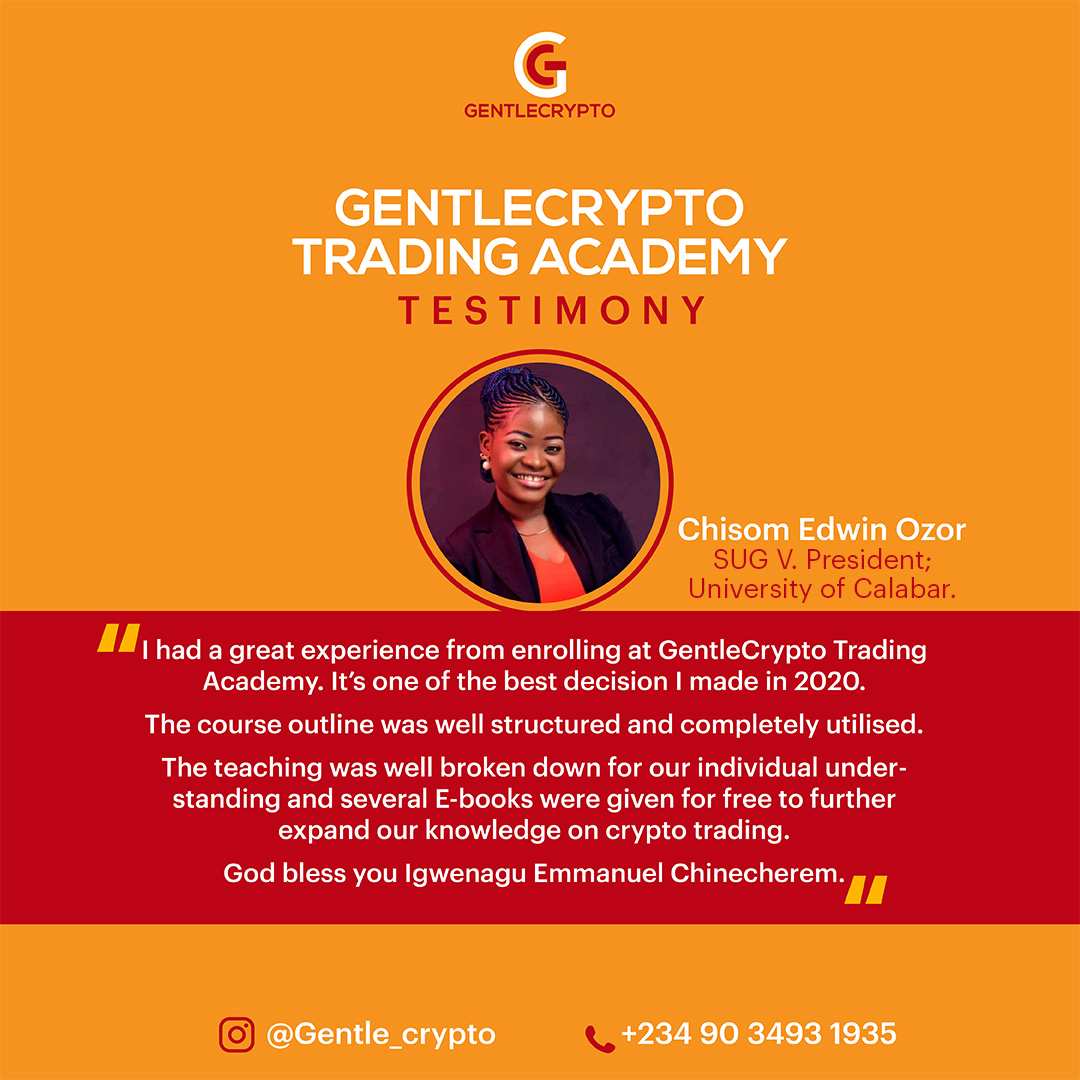 GENTLECRYPTO
GENTLECRYPTO
TRADING ACADEMY
TESTIMONY
Chisom Edwin Ozor
SUG V. President;
University of Calabar.
"I had a great experience from enrolling at GentleCrypto Trading
Academy. It's one of the best decision I made in 2020.
The course outline was well structured and completely utilised.
The teaching was well broken down for our individual under-
standing and several E-books were given for free to further
expand our knowledge on crypto trading.
God bless you Igwenagu Emmanuel Chinecherem."
@Gentle_crypto
+234 90 3493 1935